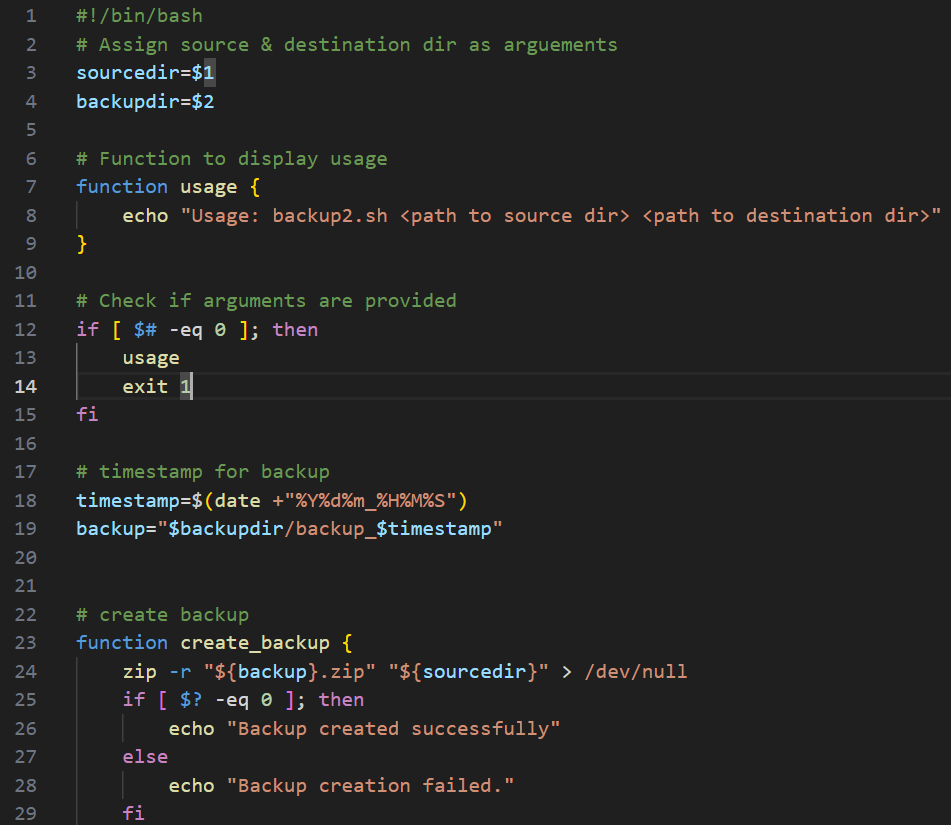 1 #!/bin/bash
2 # Assign source & destination dir as arguements
3 sourcedir=$1
4 backupdir=$2
5
6 # Function to display usage
7 function usage {
8     echo "Usage: backup2.sh <path to source dir> <path to destination dir>"
9 }
10
11 # Check if arguments are provided
12 if [ $# -eq 0 ]; then
13     usage
14     exit 1
15 fi
16
17 # timestamp for backup
18 timestamp=$(date +"%Y%d%m_%H%M%S")
19 backup="$backupdir/backup_$timestamp"
20
21
22 # create backup
23 function create_backup {
24     zip -r "${backup}.zip" "${sourcedir}" > /dev/null
25     if [ $? -eq 0 ]; then
26         echo "Backup created successfully"
27     else
28         echo "Backup creation failed."
29     fi